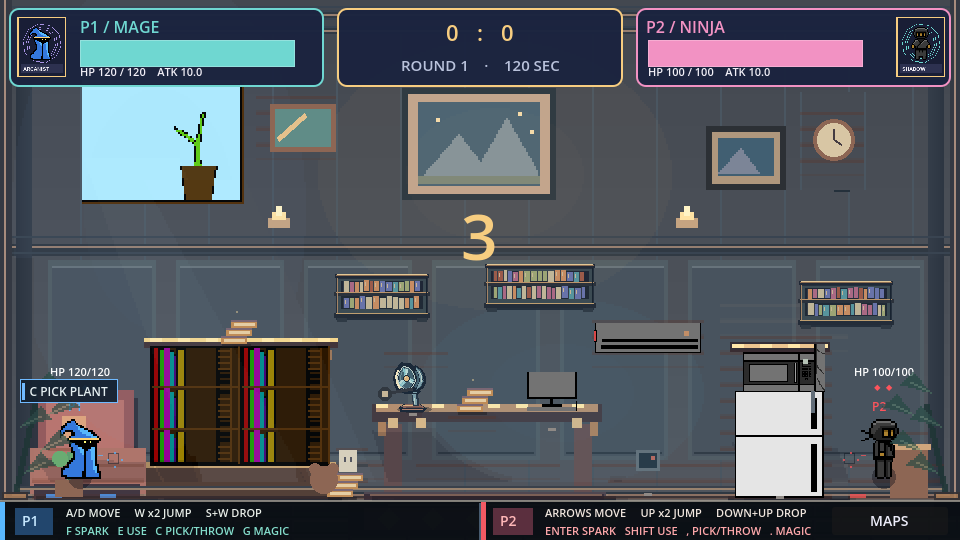 P1 / MAGE
HP 120 / 120 ATK 10.0
ARCANIST
0 : 0
ROUND 1 · 120 SEC
P2 / NINJA
HP 100 / 100 ATK 10.0
SHADOW
3
HP 120/120
C PICK PLANT
HP 100/100
P2
P1
A/D MOVE W x2 JUMP S+W DROP
F SPARK E USE C PICK/THROW G MAGIC
P2
ARROWS MOVE UP x2 JUMP DOWN+UP DROP
ENTER SPARK SHIFT USE , PICK/THROW . MAGIC
MAPS